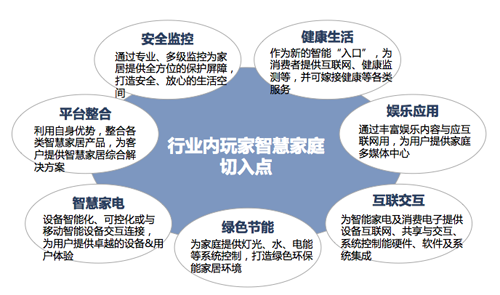 安全监控
通过专业、多级监控为家
居提供全方位的保护屏障，
打造安全、放心的生活空
间
健康生活
作为新的智能“入口”，为
消费者提供互联网、健康监
测等，并可嫁接健康等各类
服务
平台整合
利用自身优势，整合各
类智慧家居产品，为客
户提供智慧家居综合解
决方案
行业内玩家智慧家庭
切入点
娱乐应用
通过丰富娱乐内容与应互
联网用，为用户提供家庭
多媒体中心
智慧家电
设备智能化、可控化或与
移动智能设备交互连接，
为用户提供卓越的设备&用
户体验
绿色节能
为家庭提供灯光、水、电能
等系统控制，打造绿色环保
能家居环境
互联交互
为智能家电及消费电子提供
设备互联网、共享与交互、
系统控制能硬件、软件及系
统集成